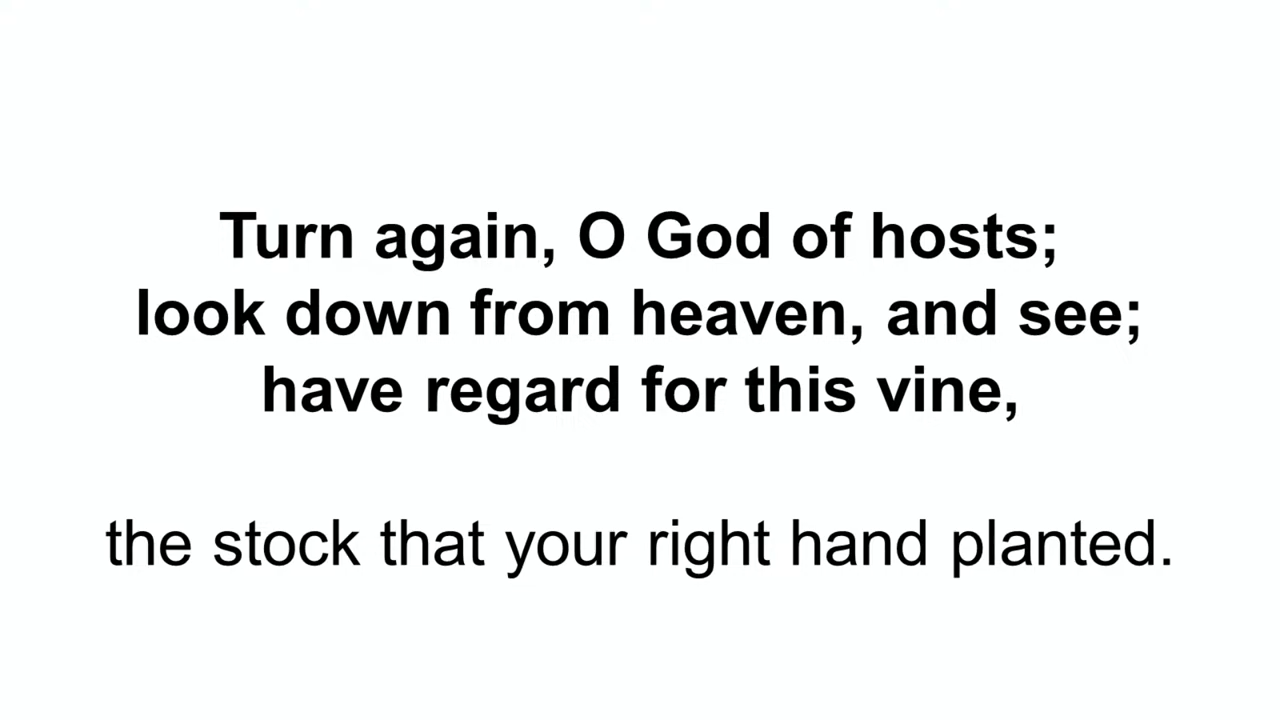 Turn again, O God of hosts;
look down from heaven, and see;
have regard for this vine,
the stock that your right hand planted.